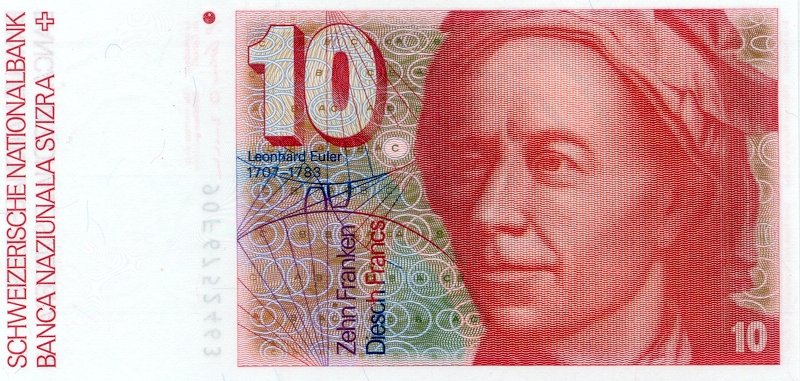 SCHWEIZERISCHE NATIONALBANK
BANCA NAZIUNALA SVIZRA
10
Leonhard Euler
1707–1783
Zehn Franken
Diesch Francs
10